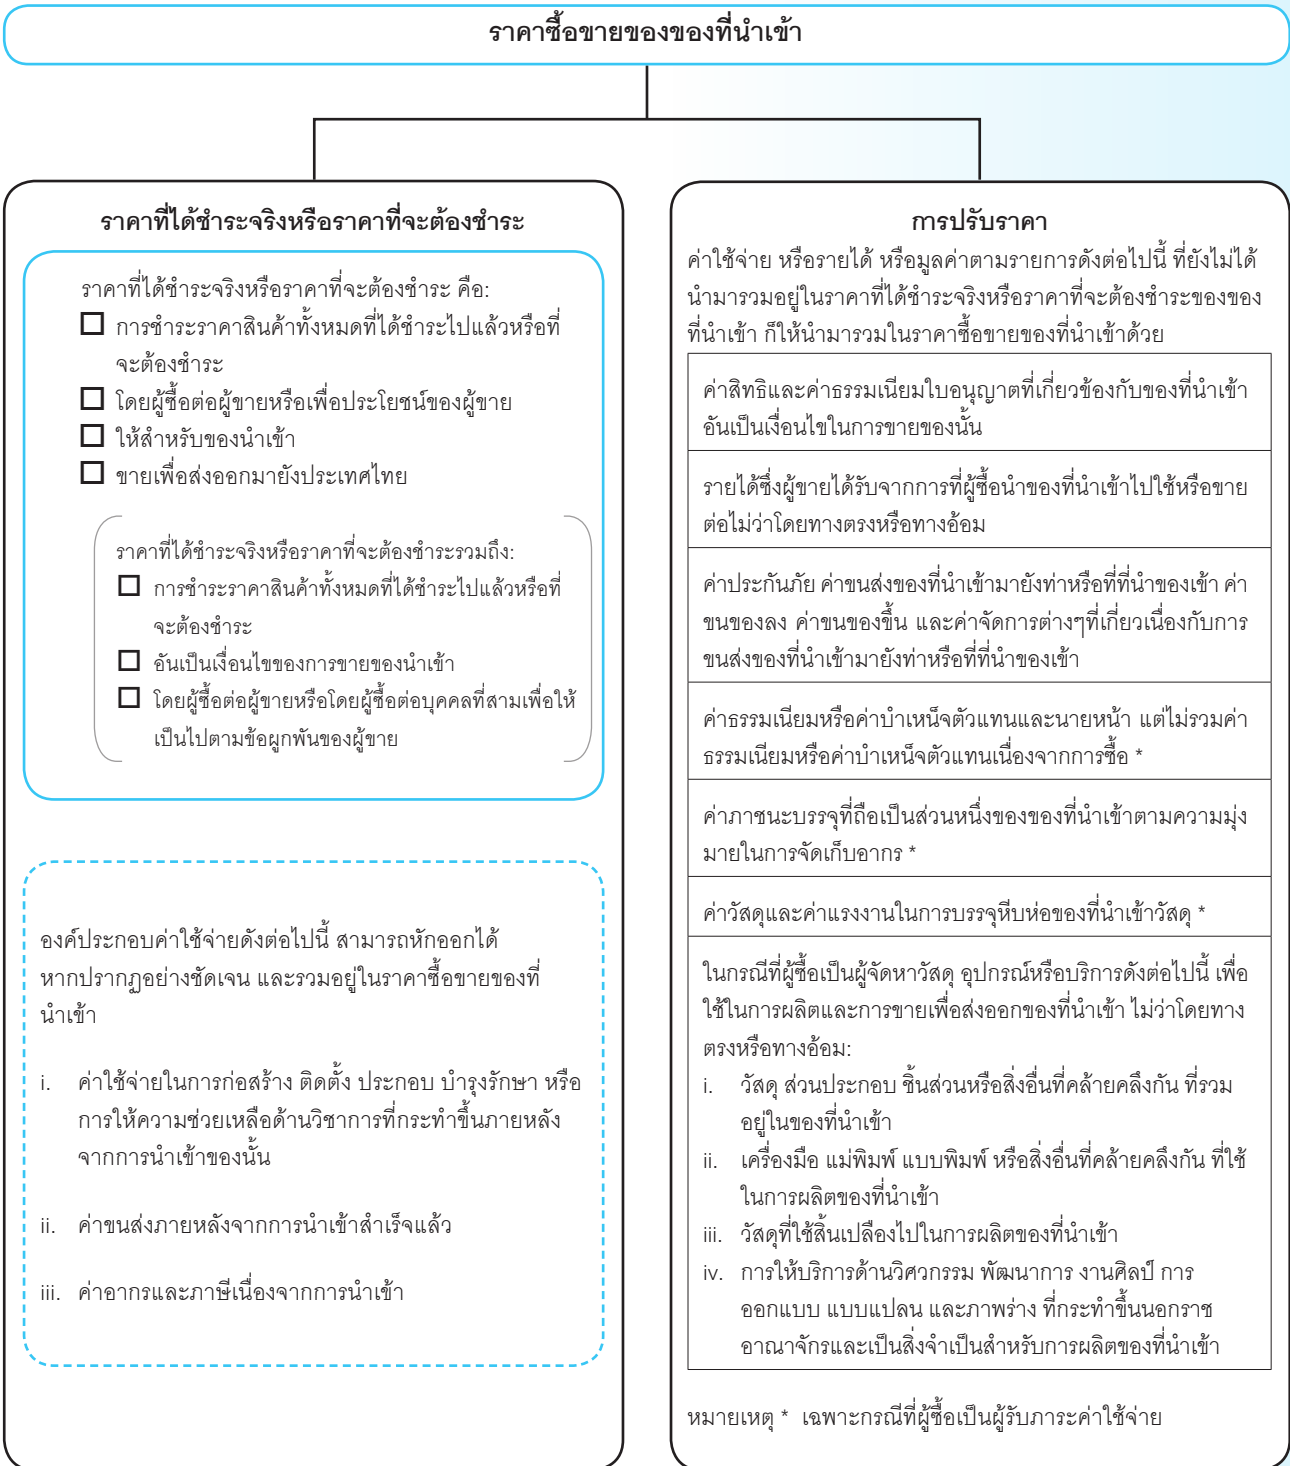 ราคาซื้อขายของของที่นำเข้า
ราคาที่ได้ชำระจริงหรือราคาที่จะต้องชำระ
ราคาที่ได้ชำระจริงหรือราคาที่จะต้องชำระ คือ:
การชำระราคาสินค้าทั้งหมดที่ได้ชำระไปแล้วหรือที่
จะต้องชำระ
โดยผู้ซื้อต่อผู้ขายหรือเพื่อประโยชน์ของผู้ขาย
ให้สำหรับของนำเข้า
ขายเพื่อส่งออกมายังประเทศไทย
ราคาที่ได้ชำระจริงหรือราคาที่จะต้องชำระรวมถึง:
การชำระราคาสินค้าทั้งหมดที่ได้ชำระไปแล้วหรือที่
จะต้องชำระ
อันเป็นเงื่อนไขของการขายของนำเข้า
โดยผู้ซื้อต่อผู้ขายหรือโดยผู้ซื้อต่อบุคคลที่สามเพื่อให้
เป็นไปตามข้อผูกพันของผู้ขาย
องค์ประกอบค่าใช้จ่ายดังต่อไปนี้ สามารถหักออกได้
หากปรากฏอย่างชัดเจน และรวมอยู่ในราคาซื้อขายของที่
นำเข้า
i. ค่าใช้จ่ายในการก่อสร้าง ติดตั้ง ประกอบ บำรุงรักษา หรือ
การให้ความช่วยเหลือด้านวิชาการที่กระทำขึ้นภายหลัง
จากการนำเข้าของนั้น
ii. ค่าขนส่งภายหลังจากการนำเข้าสำเร็จแล้ว
iii. ค่าอากรและภาษีเนื่องจากการนำเข้า
การปรับราคา
ค่าใช้จ่าย หรือรายได้ หรือมูลค่าตามรายการดังต่อไปนี้ ที่ยังไม่ได้
นำมารวมอยู่ในราคาที่ได้ชำระจริงหรือราคาที่จะต้องชำระของของ
ที่นำเข้า ก็ให้นำมารวมในราคาซื้อขายของที่นำเข้าด้วย
ค่าสิทธิและค่าธรรมเนียมใบอนุญาตที่เกี่ยวข้องกับของที่นำเข้า
อันเป็นเงื่อนไขในการขายของนั้น
รายได้ซึ่งผู้ขายได้รับจากการที่ผู้ซื้อนำของที่นำเข้าไปใช้หรือขาย
ต่อไม่ว่าโดยทางตรงหรือทางอ้อม
ค่าประกันภัย ค่าขนส่งของที่นำเข้ามายังท่าหรือที่ที่นำของเข้า ค่า
ขนของลง ค่าขนของขึ้น และค่าจัดการต่างๆที่เกี่ยวเนื่องกับการ
ขนส่งของที่นำเข้ามายังท่าหรือที่ที่นำของเข้า
ค่าธรรมเนียมหรือค่าบำเหน็จตัวแทนและนายหน้า แต่ไม่รวมค่า
ธรรมเนียมหรือค่าบำเหน็จตัวแทนเนื่องจากการซื้อ *
ค่าภาชนะบรรจุที่ถือเป็นส่วนหนึ่งของของที่นำเข้าตามความมุ่ง
มายในการจัดเก็บอากร *
ค่าวัสดุและค่าแรงงานในการบรรจุหีบห่อของที่นำเข้าวัสดุ *
ในกรณีที่ผู้ซื้อเป็นผู้จัดหาวัสดุ อุปกรณ์หรือบริการดังต่อไปนี้ เพื่อ
ใช้ในการผลิตและการขายเพื่อส่งออกของที่นำเข้า ไม่ว่าโดยทาง
ตรงหรือทางอ้อม:
i. วัสดุ ส่วนประกอบ ชิ้นส่วนหรือสิ่งอื่นที่คล้ายคลึงกัน ที่รวม
อยู่ในของที่นำเข้า
ii. เครื่องมือ แม่พิมพ์ แบบพิมพ์ หรือสิ่งอื่นที่คล้ายคลึงกัน ที่ใช้
ในการผลิตของที่นำเข้า
iii. วัสดุที่ใช้สิ้นเปลืองไปในการผลิตของที่นำเข้า
iv. การให้บริการด้านวิศวกรรม พัฒนาการ งานศิลป์ การ
ออกแบบ แบบแปลน และภาพร่าง ที่กระทำขึ้นนอกราช
อาณาจักรและเป็นสิ่งจำเป็นสำหรับการผลิตของที่นำเข้า
หมายเหตุ * เฉพาะกรณีที่ผู้ซื้อเป็นผู้รับภาระค่าใช้จ่าย